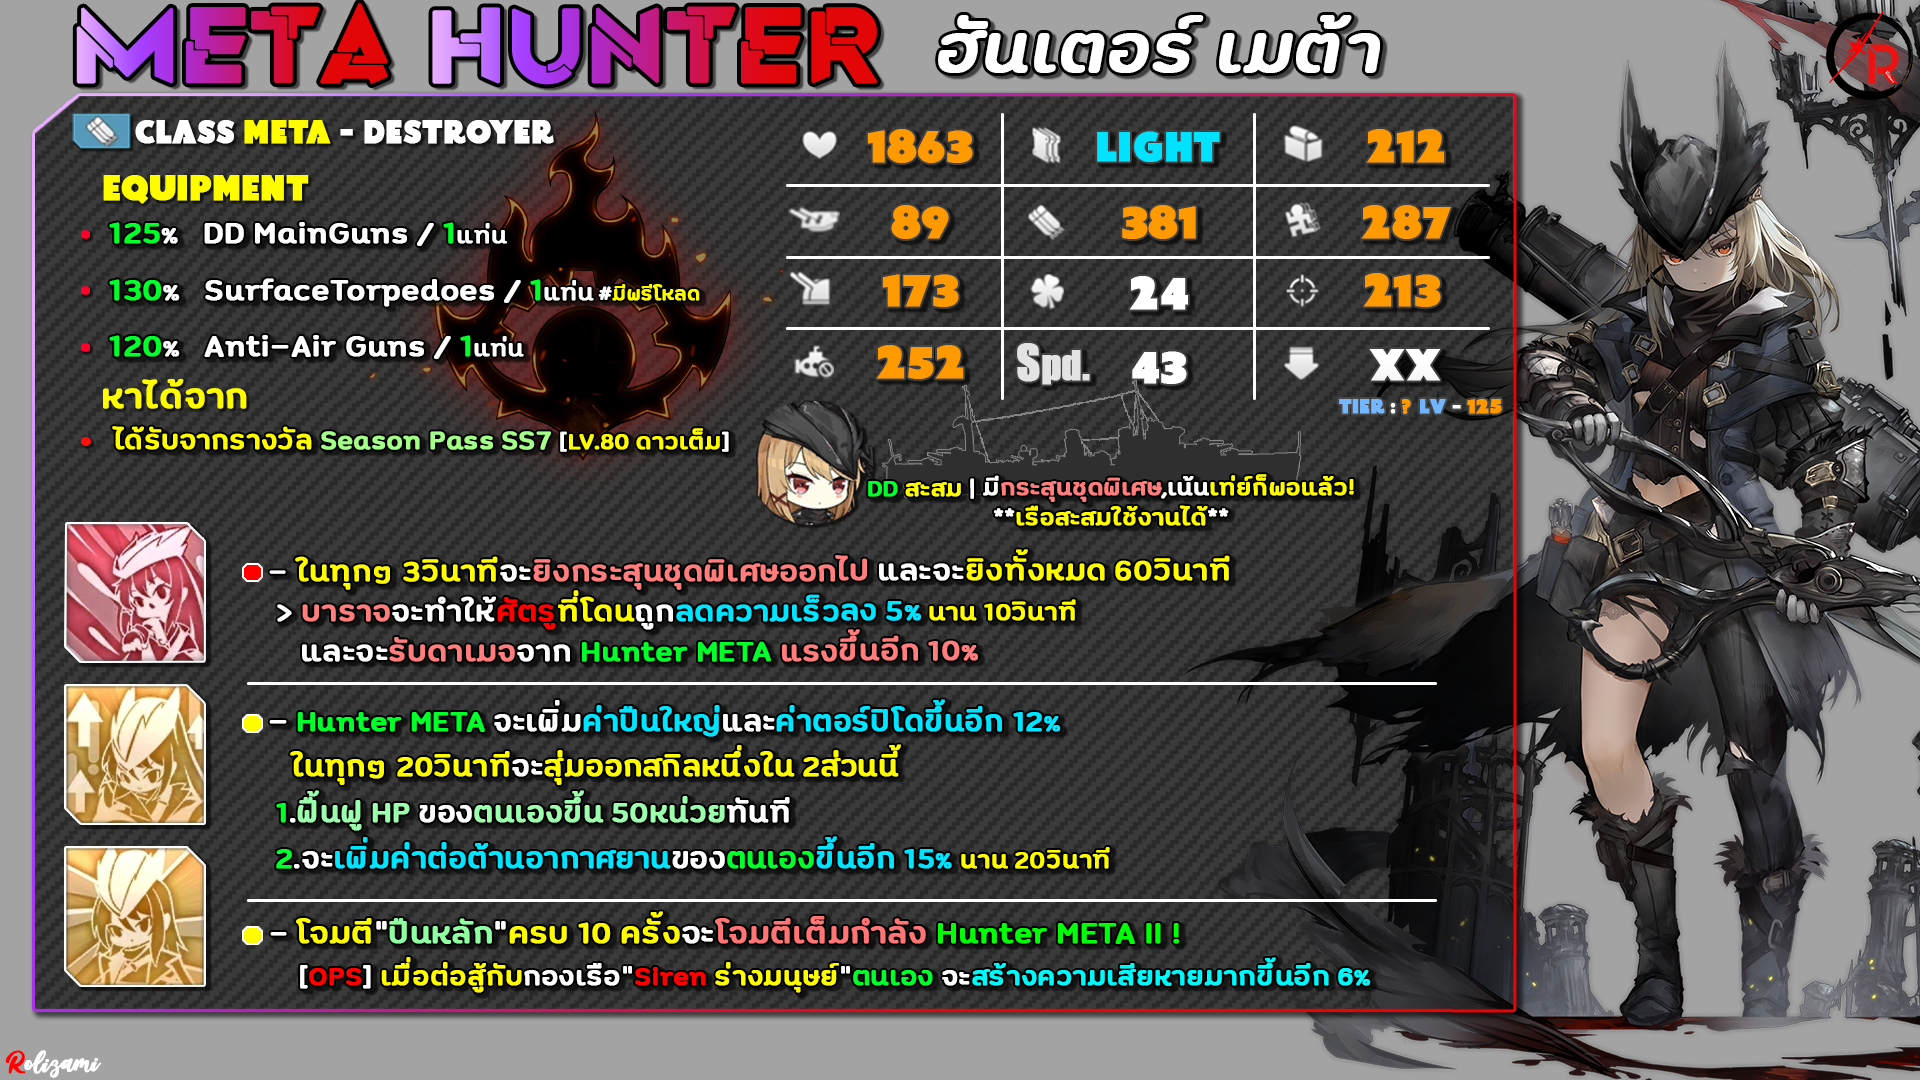 META HUNTER ฮันเตอร์ เมต้า
R
CLASS META - DESTROYER
EQUIPMENT
• 125% DD MainGuns / 1แท่น
• 130% SurfaceTorpedoes / 1แท่น #มีพรีโหลด
• 120% Anti-Air Guns / 1แท่น
หาได้จาก
• ได้รับจากรางวัล Season Pass SS7 [LV.80 ดาวเต็ม]
1863 LIGHT 212
89 381 287
173 24 213
252 Spd. 43 XX
TIER : ? LV - 125
DD สะสม | มีกระสุนชุดพิเศษ,เน้นเท่ย์ก็พอแล้ว!
**เรือสะสมใช้งานได้**
- ในทุกๆ 3วินาทีจะยิงกระสุนชุดพิเศษออกไป และจะยิงทั้งหมด 60วินาที
> บาราจจะทำให้ศัตรูที่โดนถูกลดความเร็วลง 5% นาน 10วินาที
และจะรับดาเมจจาก Hunter META แรงขึ้นอีก 10%
- Hunter META จะเพิ่มค่าปืนใหญ่และค่าตอร์ปิโดขึ้นอีก 12%
ในทุกๆ 20วินาทีจะสุ่มออกสกิลหนึ่งใน 2ส่วนนี้
1.ฟื้นฟู HP ของตนเองขึ้น 50หน่วยทันที
2.จะเพิ่มค่าต่อต้านอากาศยานของตนเองขึ้นอีก 15% นาน 20วินาที
- โจมตี"ปืนหลัก"ครบ 10 ครั้งจะโจมตีเต็มกำลัง Hunter META II !
[OPS] เมื่อต่อสู้กับกองเรือ"Siren ร่างมนุษย์"ตนเอง จะสร้างความเสียหายมากขึ้นอีก 6%
Rolizami